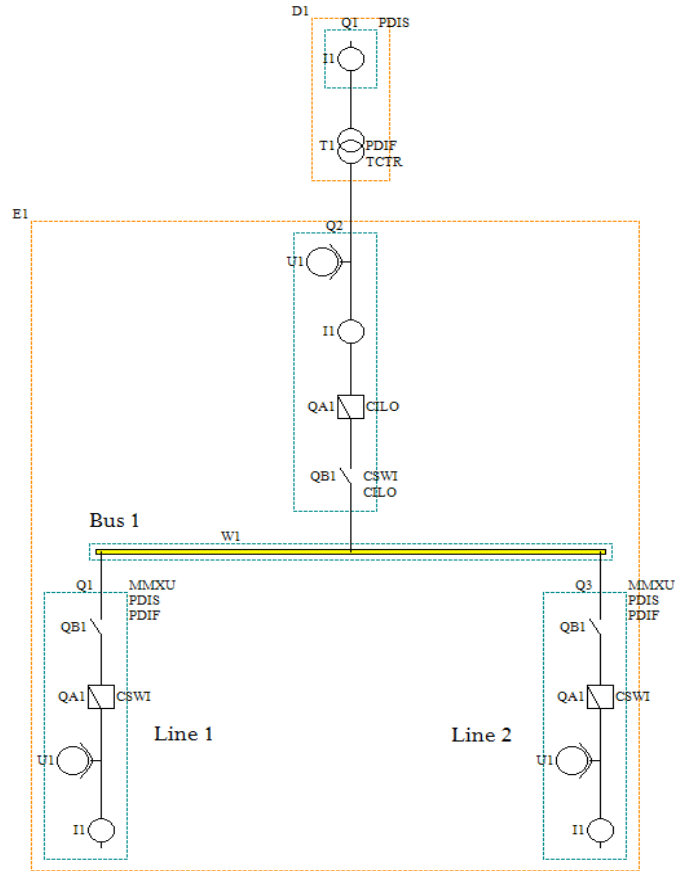 D1
Q1 PDIS
I1
T1 PDIF
TCTR
E1
Q2
U1
I1
QA1 CILO
QB1 CSWI
CILO
Bus 1
W1
Q1 MMXU
PDIS
PDIF
QB1
QA1 CSWI
Line 1
U1
I1
Q3 MMXU
PDIS
PDIF
QB1
QA1 CSWI
Line 2
U1
I1